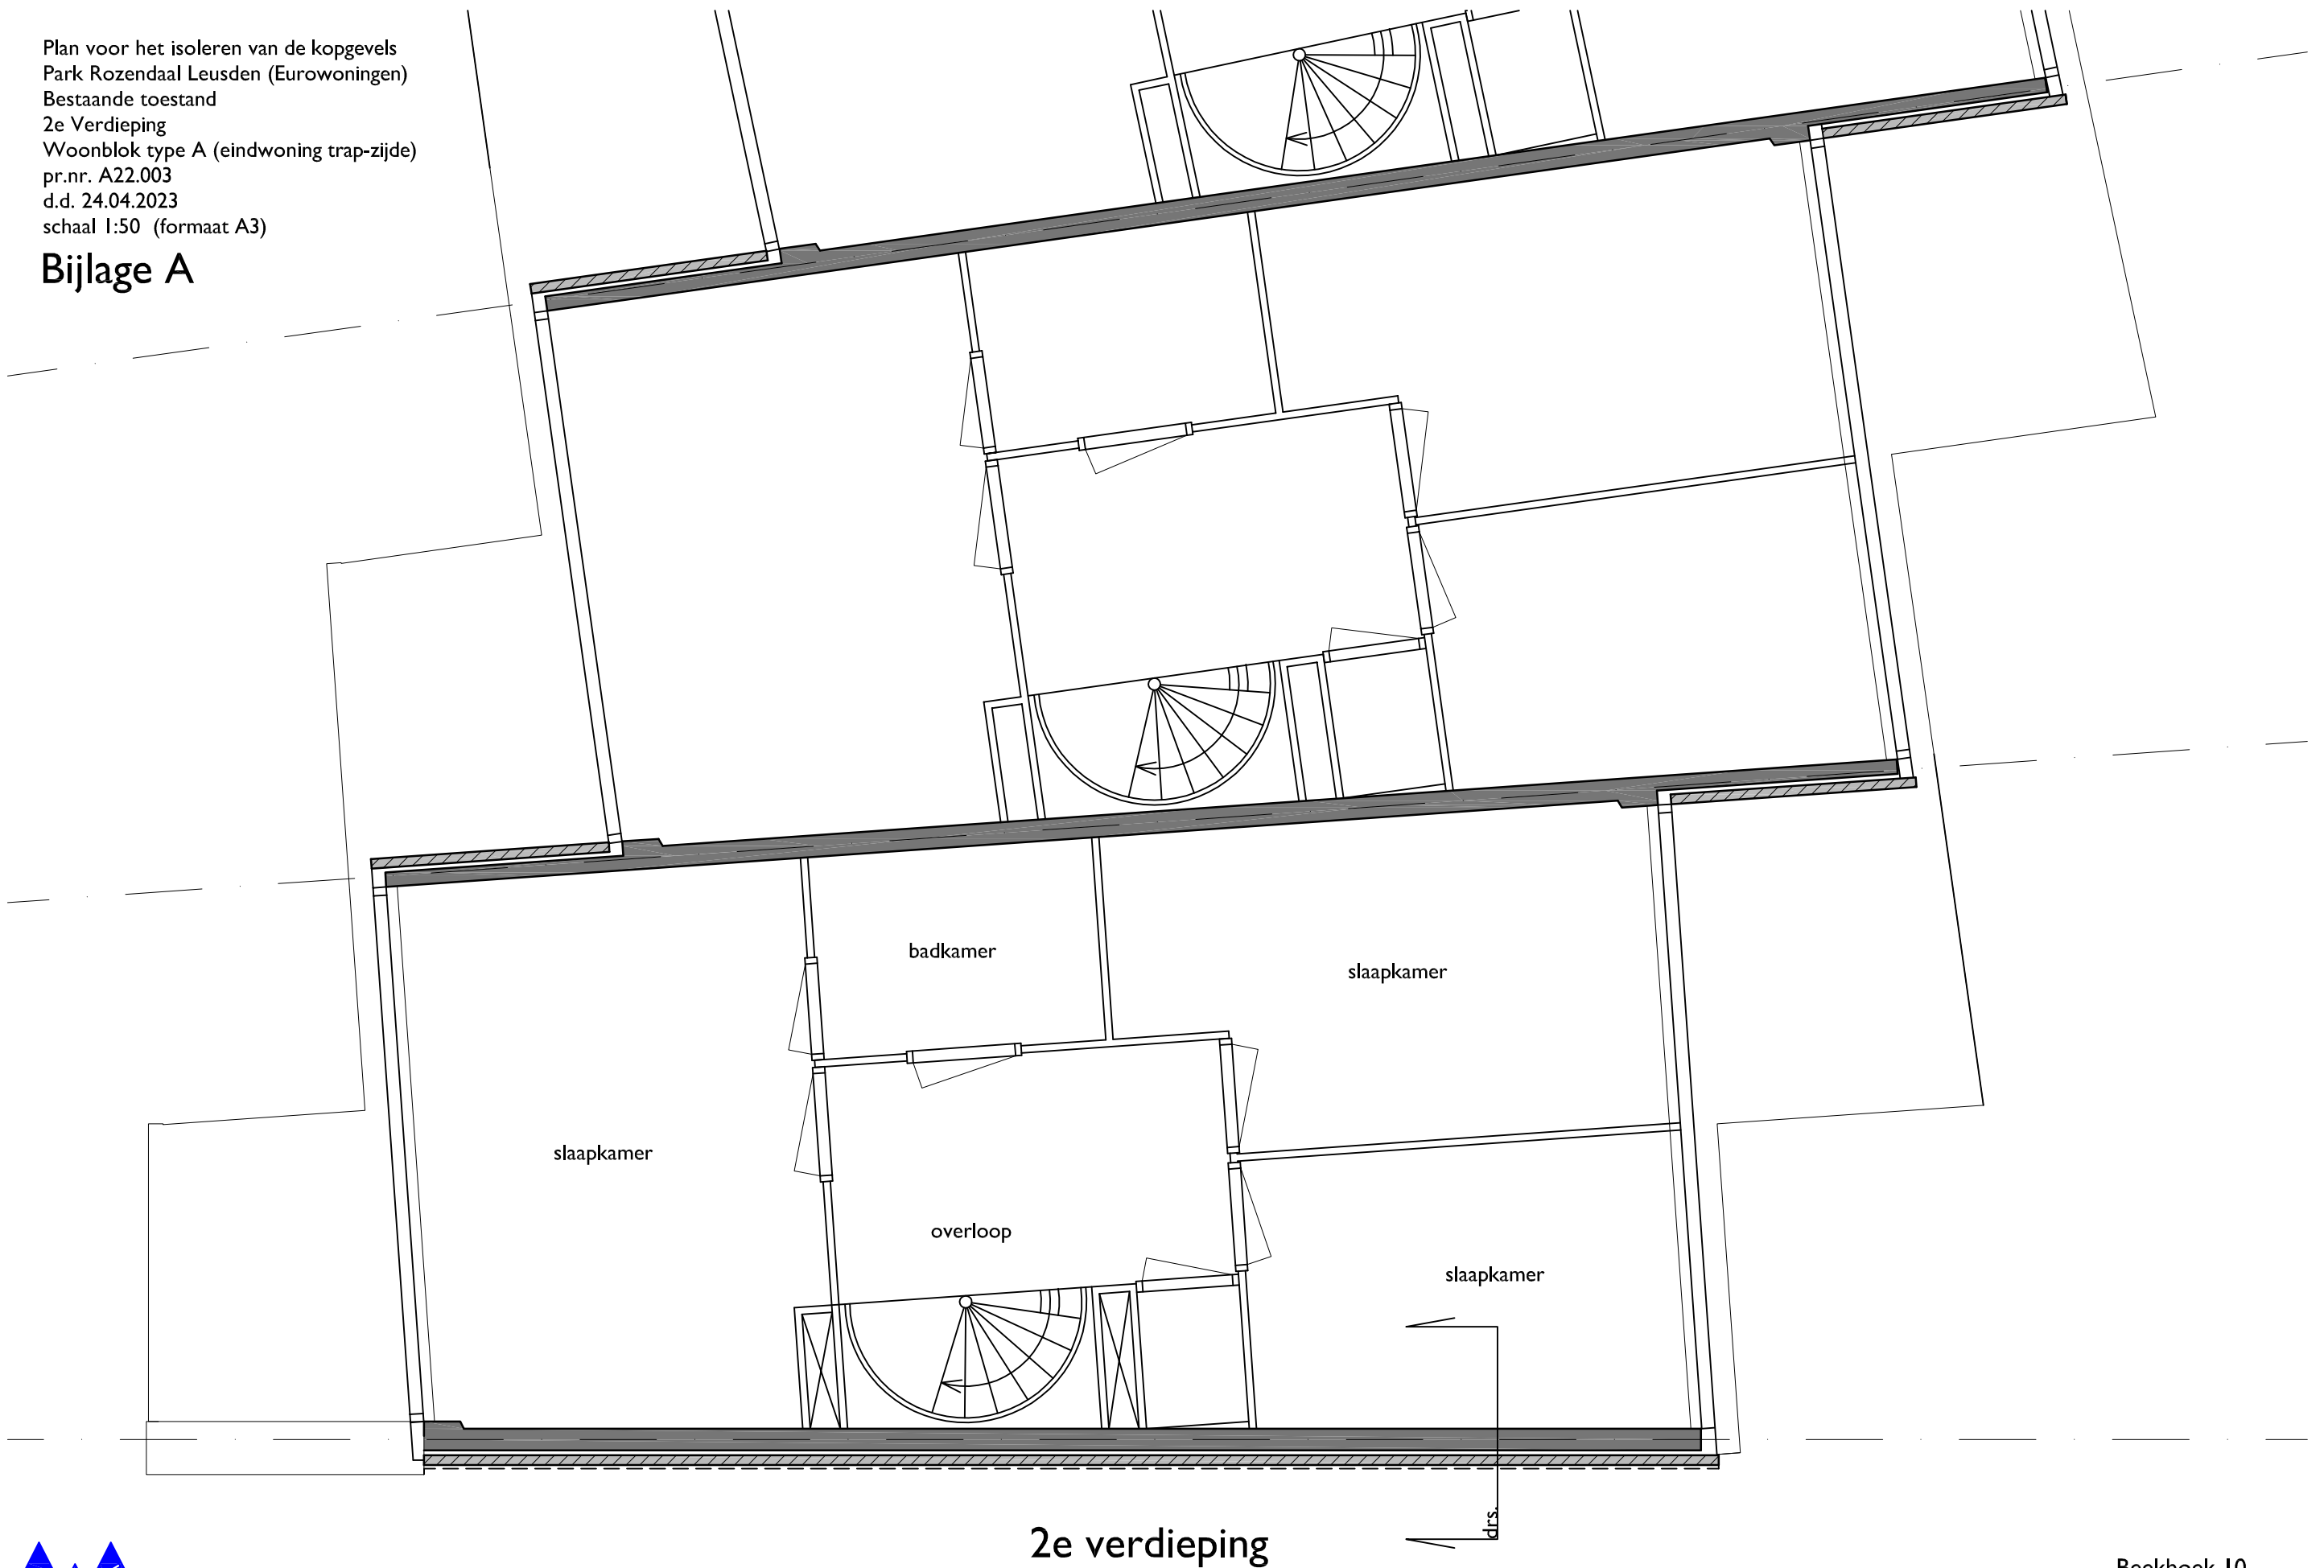 Plan voor het isoleren van de kopgevels
Park Rozendaal Leusden (Eurowoningen)
Bestaande toestand
2e Verdieping
Woonblok type A (eindwoning trap-zijde)
pr.nr. A22.003
d.d. 24.04.2023
schaal 1:50 (formaat A3)
Bijlage A
badkamer
slaapkamer
slaapkamer
overloop
slaapkamer
drs.
2e verdieping